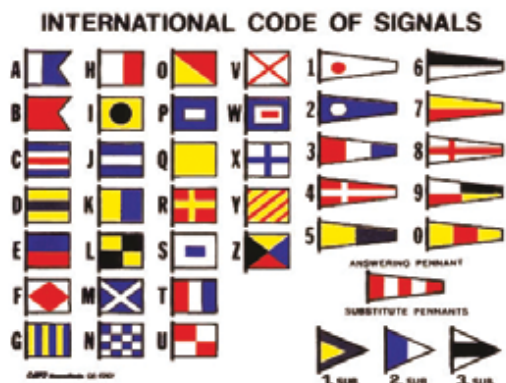 INTERNATIONAL CODE OF SIGNALS
A H O V 1 6
B I P W 2 7
C J Q X 3 8
D K R Y 4 9
E L S Z 5 0
F M T
G N U
ANSWERING PENNANT
SUBSTITUTE PENNANTS
1 SUB 2 SUB 3 SUB